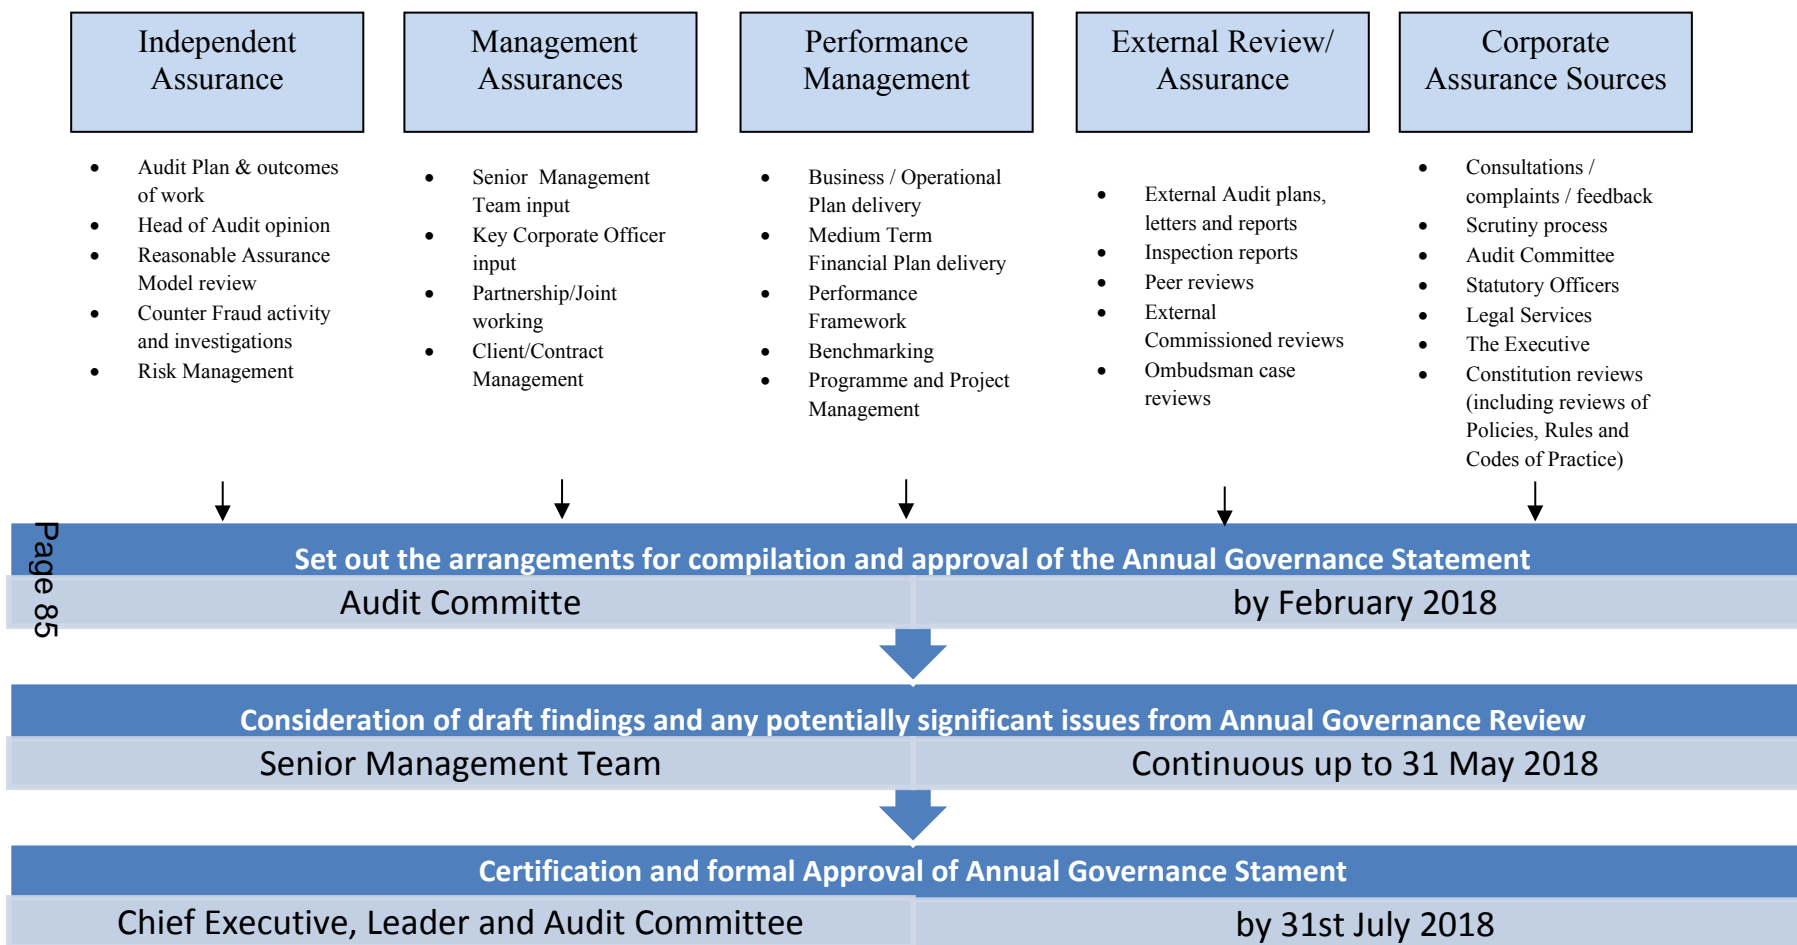 Independent
Assurance
Management
Assurances
Performance
Management
External Review/
Assurance
Corporate
Assurance Sources
• Audit Plan & outcomes
of work
• Head of Audit opinion
• Reasonable Assurance
Model review
• Counter Fraud activity
and investigations
• Risk Management
• Senior Management
Team input
• Key Corporate Officer
input
• Partnership/Joint
working
• Client/Contract
Management
• Business / Operational
Plan delivery
• Medium Term
Financial Plan delivery
• Performance
Framework
• Benchmarking
• Programme and Project
Management
• External Audit plans,
letters and reports
• Inspection reports
• Peer reviews
• External
Commissioned reviews
• Ombudsman case
reviews
• Consultations /
complaints / feedback
• Scrutiny process
• Audit Committee
• Statutory Officers
• Legal Services
• The Executive
• Constitution reviews
(including reviews of
Policies, Rules and
Codes of Practice)
Page 85
Set out the arrangements for compilation and approval of the Annual Governance Statement
Audit Committe
by February 2018
Consideration of draft findings and any potentially significant issues from Annual Governance Review
Senior Management Team
Continuous up to 31 May 2018
Certification and formal Approval of Annual Governance Stament
Chief Executive, Leader and Audit Committee
by 31st July 2018